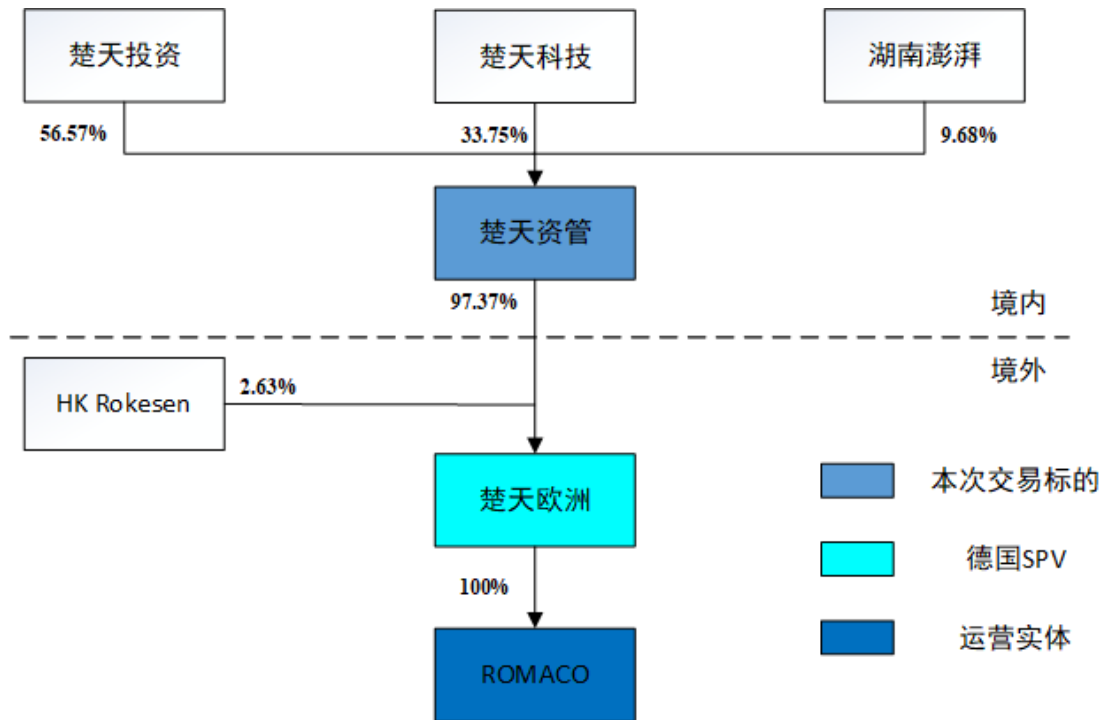 楚天投资
楚天科技
湖南澎湃
56.57%
33.75%
9.68%
楚天资管
97.37%
境内
境外
HK Rokesen
2.63%
楚天欧洲
本次交易标的
德国SPV
100%
运营实体
ROMACO